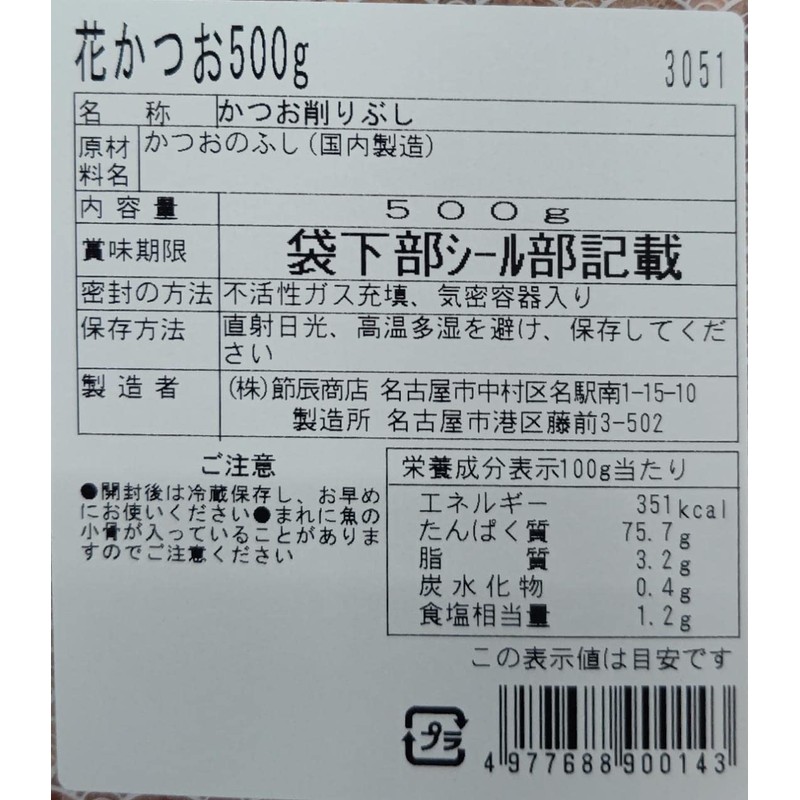 花かつお500g 3051
名 称 かつお削りぶし
原材料名 かつおのふし(国内製造)
内容量 500g
賞味期限 袋下部シール部記載
密封の方法 不活性ガス充填、気密容器入り
保存方法 直射日光、高温多湿を避け、保存してくだ
さい
製造者 (株)節辰商店 名古屋市中村区名駅南1-15-10
製造所 名古屋市港区藤前3-502
ご注意
●開封後は冷蔵保存し、お早め
にお使いください●まれに魚の
小骨が入っていることがありま
すのでご注意ください
栄養成分表示100g当たり
エネルギー 351kcal
たんぱく質 75.7g
脂 質 3.2g
炭水化物 0.4g
食塩相当量 1.2g
この表示値は目安です
プラ
4977688900143